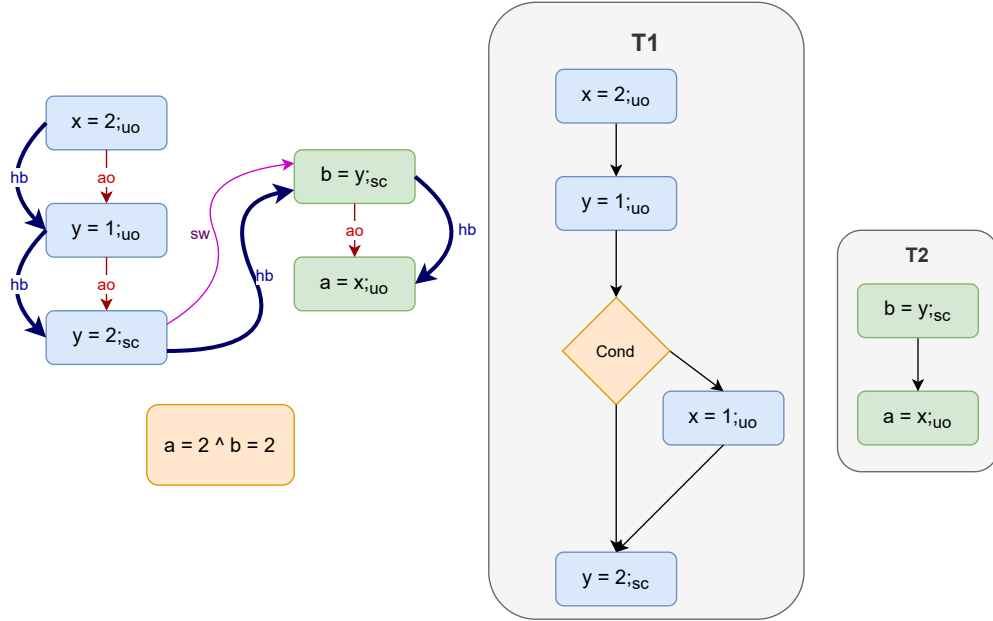 x = 2;uo
hb
ao
y = 1;uo
hb
ao
y = 2;sc
sw
hb
b = y;sc
ao
hb
a = x;uo
a = 2 ^ b = 2
T1
x = 2;uo
y = 1;uo
Cond
x = 1;uo
y = 2;sc
T2
b = y;sc
a = x;uo